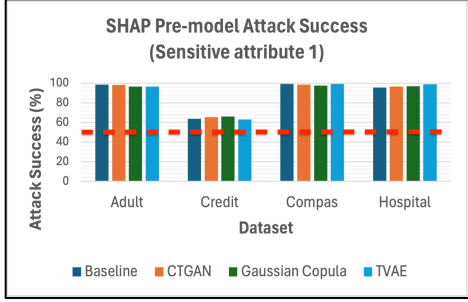 SHAP Pre-model Attack Success
(Sensitive attribute 1)
Attack Success (%)
100
80
60
40
20
0
Adult Credit Compas Hospital
Dataset
Baseline CTGAN Gaussian Copula TVAE